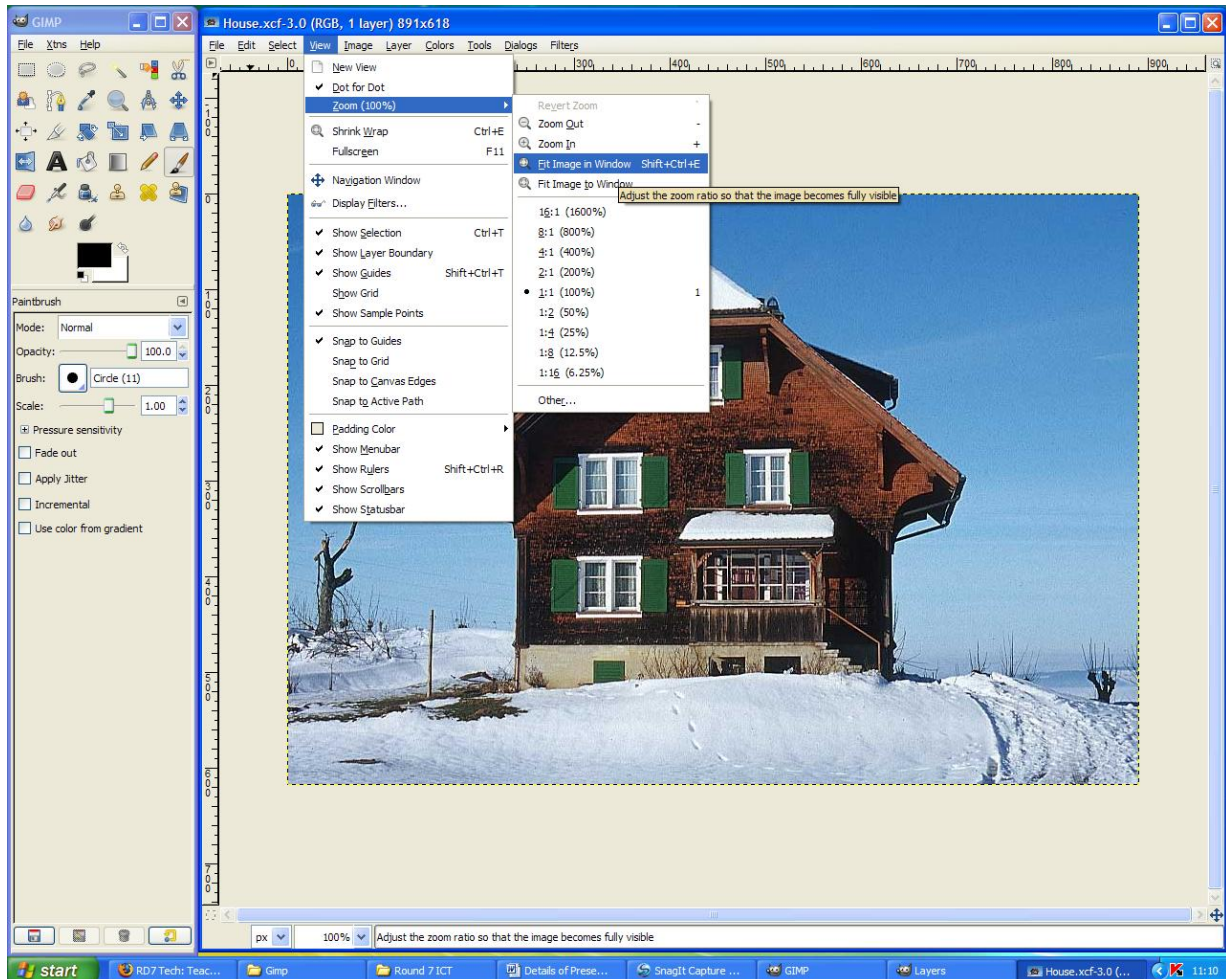 GIMP
File Xtns Help
Paintbrush
Mode: Normal
Opacity: 100.0
Brush: Circle (11)
Scale: 1.00
Pressure sensitivity
Fade out
Apply Jitter
Incremental
Use color from gradient
House.xcf-3.0 (RGB, 1 layer) 891x618
File Edit Select View Image Layer Colors Tools Dialogs Filters
0 300 400 500 600 700 800 900
New View
Dot for Dot
Zoom (100%)
Shrink Wrap Ctrl+E
Fullscreen F11
Navigation Window
Display Filters...
Show Selection Ctrl+T
Show Layer Boundary
Show Guides Shift+Ctrl+T
Show Grid
Show Sample Points
Snap to Guides
Snap to Grid
Snap to Canvas Edges
Snap to Active Path
Padding Color
Show Menubar
Show Rulers Shift+Ctrl+R
Show Scrollbars
Show Statusbar
Revert Zoom `
Zoom Out -
Zoom In +
Fit Image in Window Shift+Ctrl+E
Fit Image to Window
Adjust the zoom ratio so that the image becomes fully visible
16:1 (1600%)
8:1 (800%)
4:1 (400%)
2:1 (200%)
1:1 (100%) 1
1:2 (50%)
1:4 (25%)
1:8 (12.5%)
1:16 (6.25%)
Other...
-100
0
100
200
300
400
500
600
700
px 100% Adjust the zoom ratio so that the image becomes fully visible
start RD7 Tech: Teac... Gimp Round 7 ICT Details of Prese... SnagIt Capture ... GIMP Layers House.xcf-3.0 (... 11:10